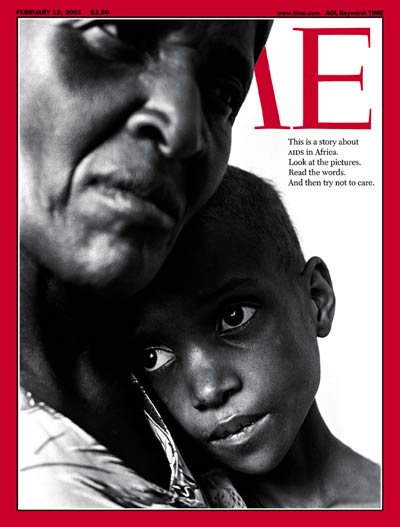 FEBRUARY 12, 2001 $3.50
www.time.com AOL Keyword: TIME
ME
This is a story about
AIDS in Africa.
Look at the pictures.
Read the words.
And then try not to care.